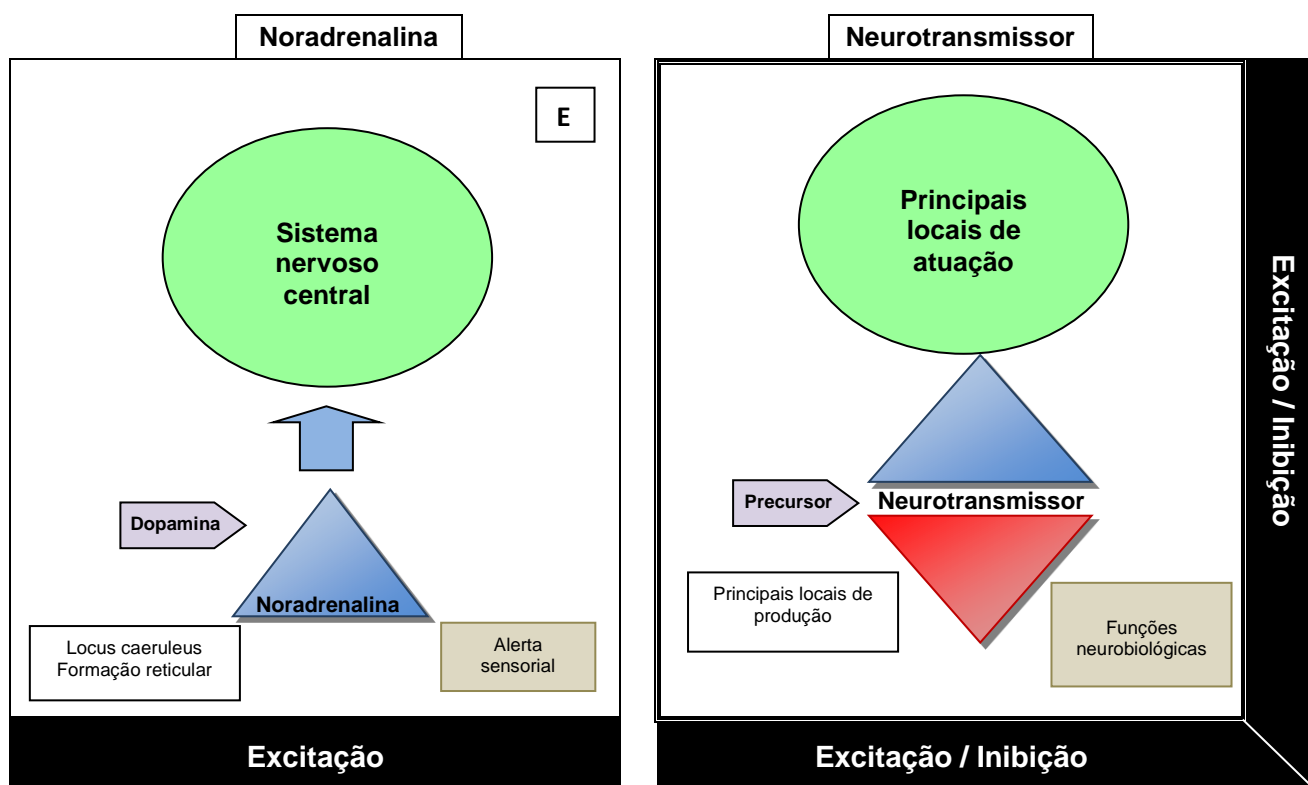 Noradrenalina
E
Sistema
nervoso
central
Dopamina
Noradrenalina
Locus caeruleus
Formação reticular
Alerta
sensorial
Excitação
Neurotransmissor
Principais
locais de
atuação
Precursor
Neurotransmissor
Principais locais de
produção
Funções
neurobiológicas
Excitação / Inibição
Excitação / Inibição